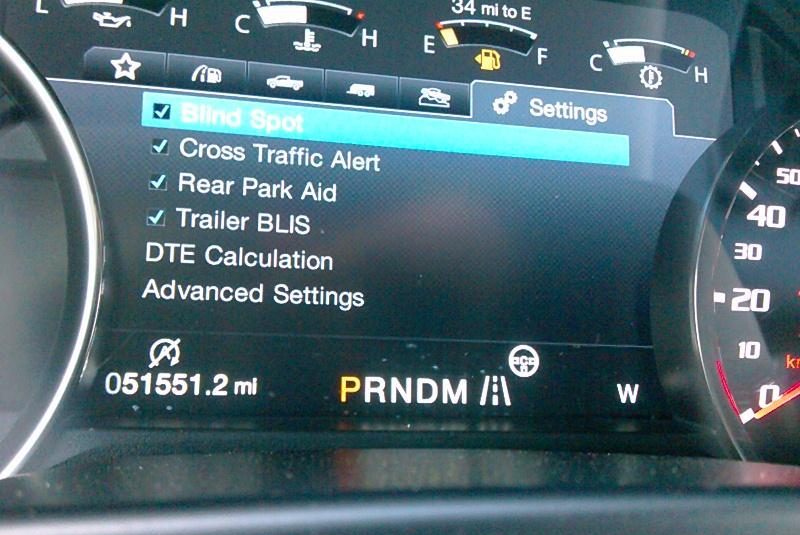 34 mi to E
L H
C H
E F
C H
Settings
Blind Spot
Cross Traffic Alert
Rear Park Aid
Trailer BLIS
DTE Calculation
Advanced Settings
50
40
30
20
10
0
051551.2 mi
PRNDM
W